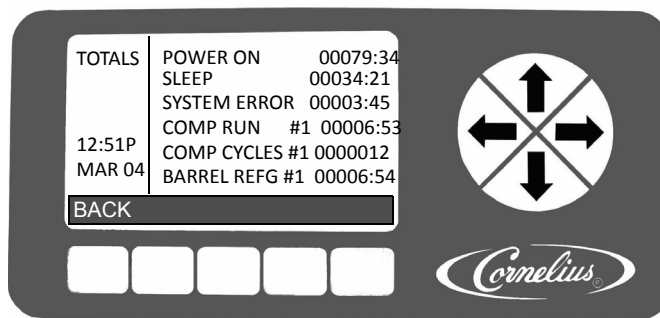 TOTALS
12:51P
MAR 04
POWER ON 00079:34
SLEEP 00034:21
SYSTEM ERROR 00003:45
COMP RUN #1 00006:53
COMP CYCLES #1 0000012
BARREL REFG #1 00006:54
BACK
Cornelius®